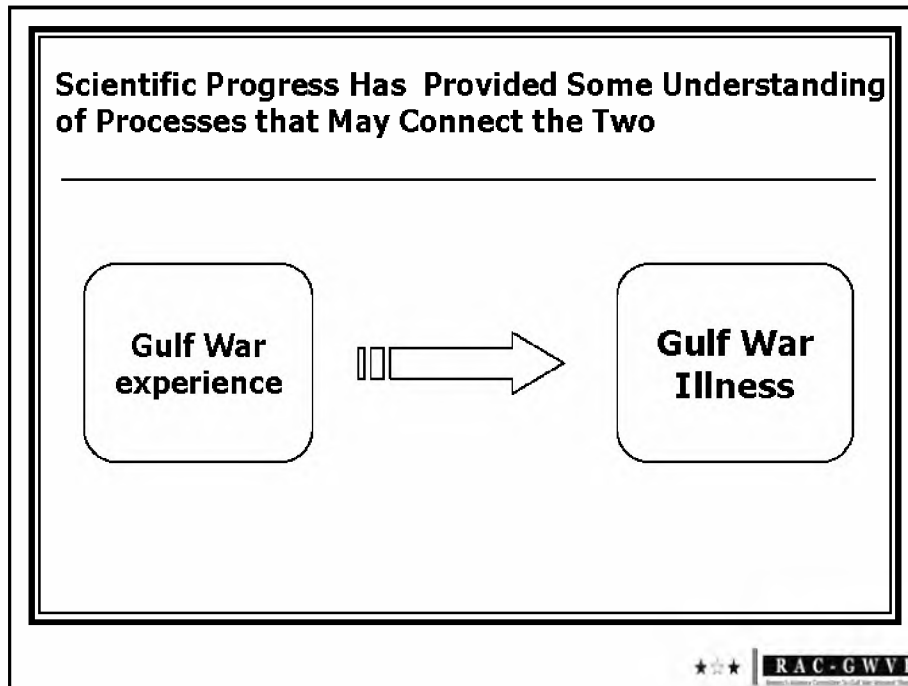 Scientific Progress Has Provided Some Understanding
of Processes that May Connect the Two
Gulf War
experience
Gulf War
Illness
RAC-GWVI